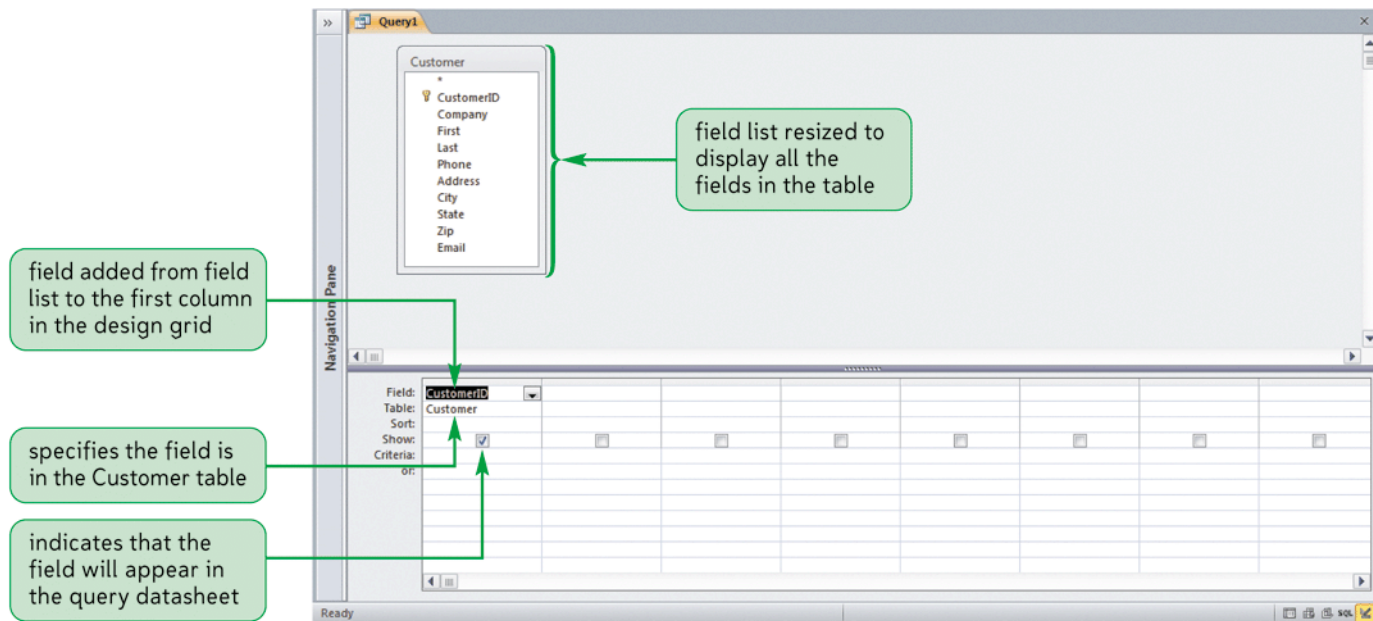 Query1
Customer
*
CustomerID
Company
First
Last
Phone
Address
City
State
Zip
Email
field list resized to
display all the
fields in the table
field added from field
list to the first column
in the design grid
Navigation Pane
Field: CustomerID
Table: Customer
Sort:
Show:
Criteria:
or:
specifies the field is
in the Customer table
indicates that the
field will appear in
the query datasheet
Ready
SQL